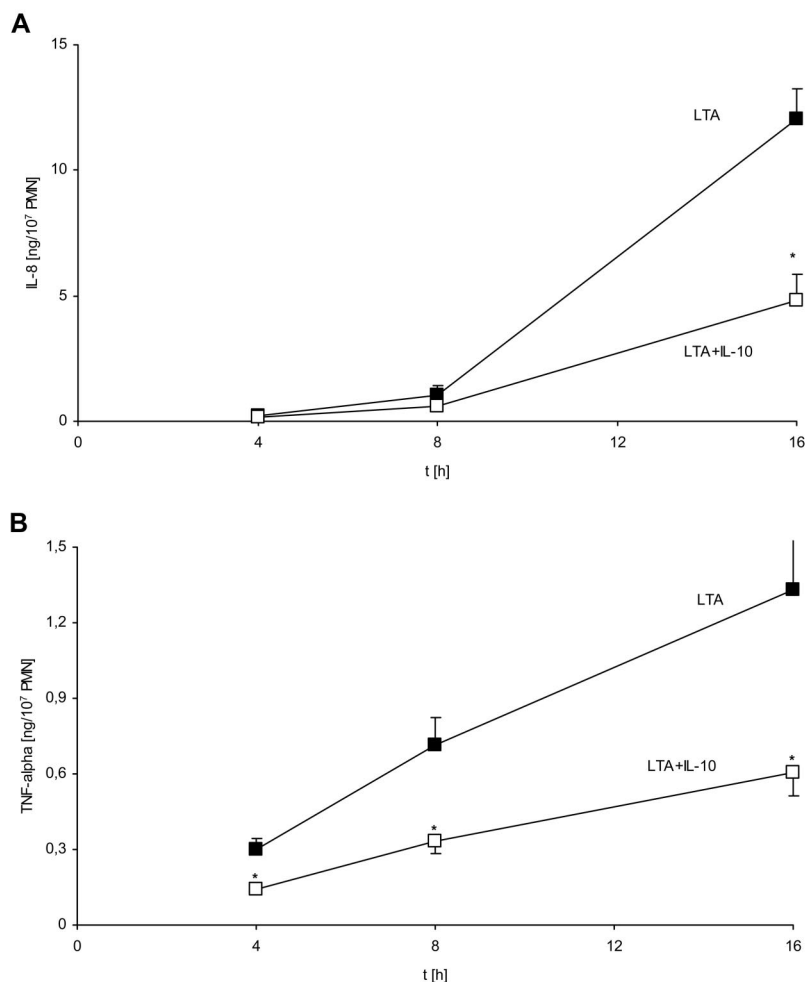 A
15
10
5
0
IL-8 [ng/10⁷ PMN]
LTA
*
LTA+IL-10
0 4 8 12 16
t [h]
B
1,5
1,2
0,9
0,6
0,3
0
TNF-alpha [ng/10⁷ PMN]
LTA
LTA+IL-10
*
*
*
0 4 8 12 16
t [h]